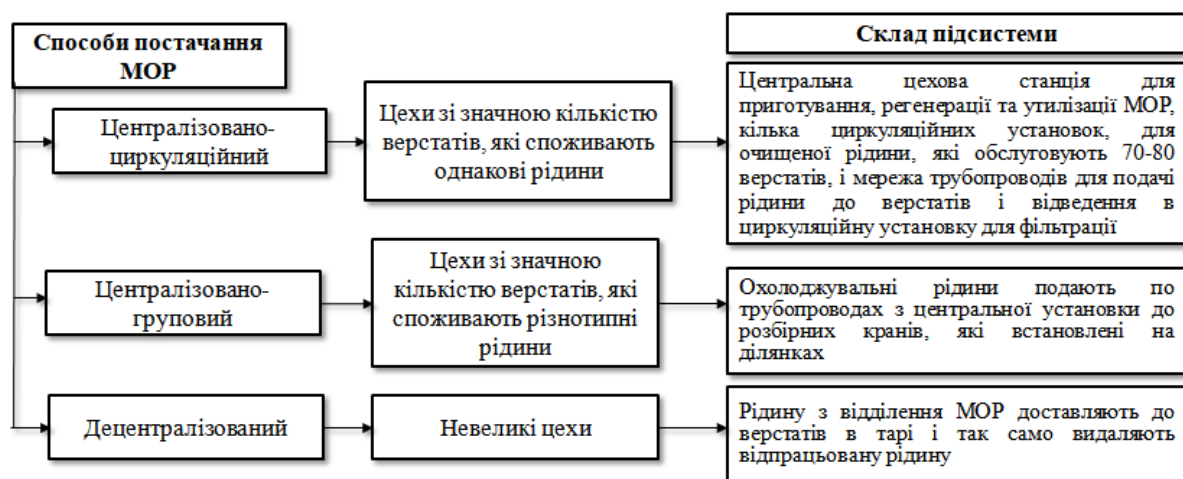 Способи постачання
МОР
Склад підсистеми
Централізовано-
циркуляційний
Цехи зі значною кількістю
верстатів, які споживають
однакові рідини
Центральна цехова станція для
приготування, регенерації та утилізації МОР,
кілька циркуляційних установок, для
очищеної рідини, які обслуговують 70-80
верстатів, і мережа трубопроводів для подачі
рідини до верстатів і відведення в
циркуляційну установку для фільтрації
Централізовано-
груповий
Цехи зі значною
кількістю верстатів, які
споживають різнотипні
рідини
Охолоджувальні рідини подають по
трубопроводах з центральної установки до
розбірних кранів, які встановлені на
ділянках
Децентралізований
Невеликі цехи
Рідину з відділення МОР доставляють до
верстатів в тарі і так само видаляють
відпрацьовану рідину